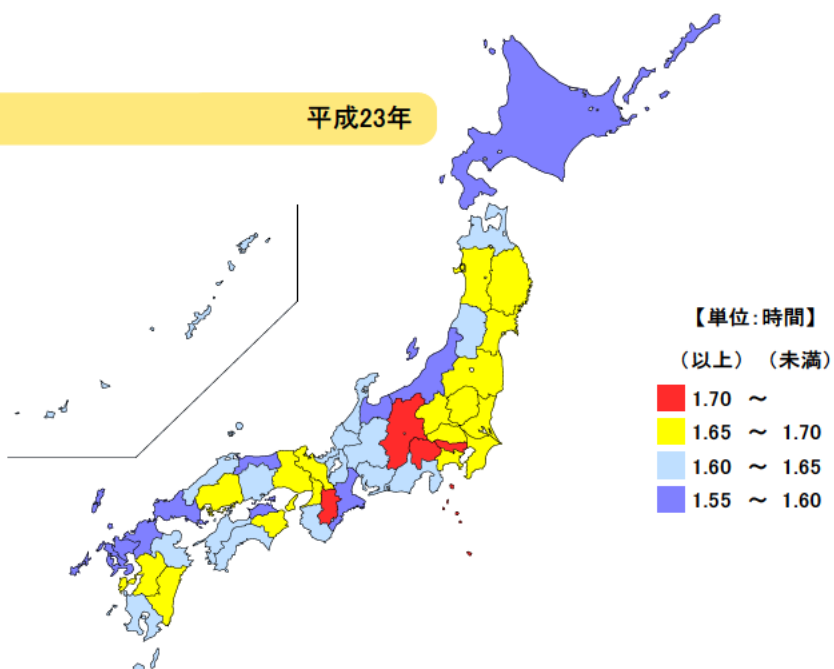 平成23年
【単位:時間】
(以上) (未満)
1.70 ～
1.65 ～ 1.70
1.60 ～ 1.65
1.55 ～ 1.60